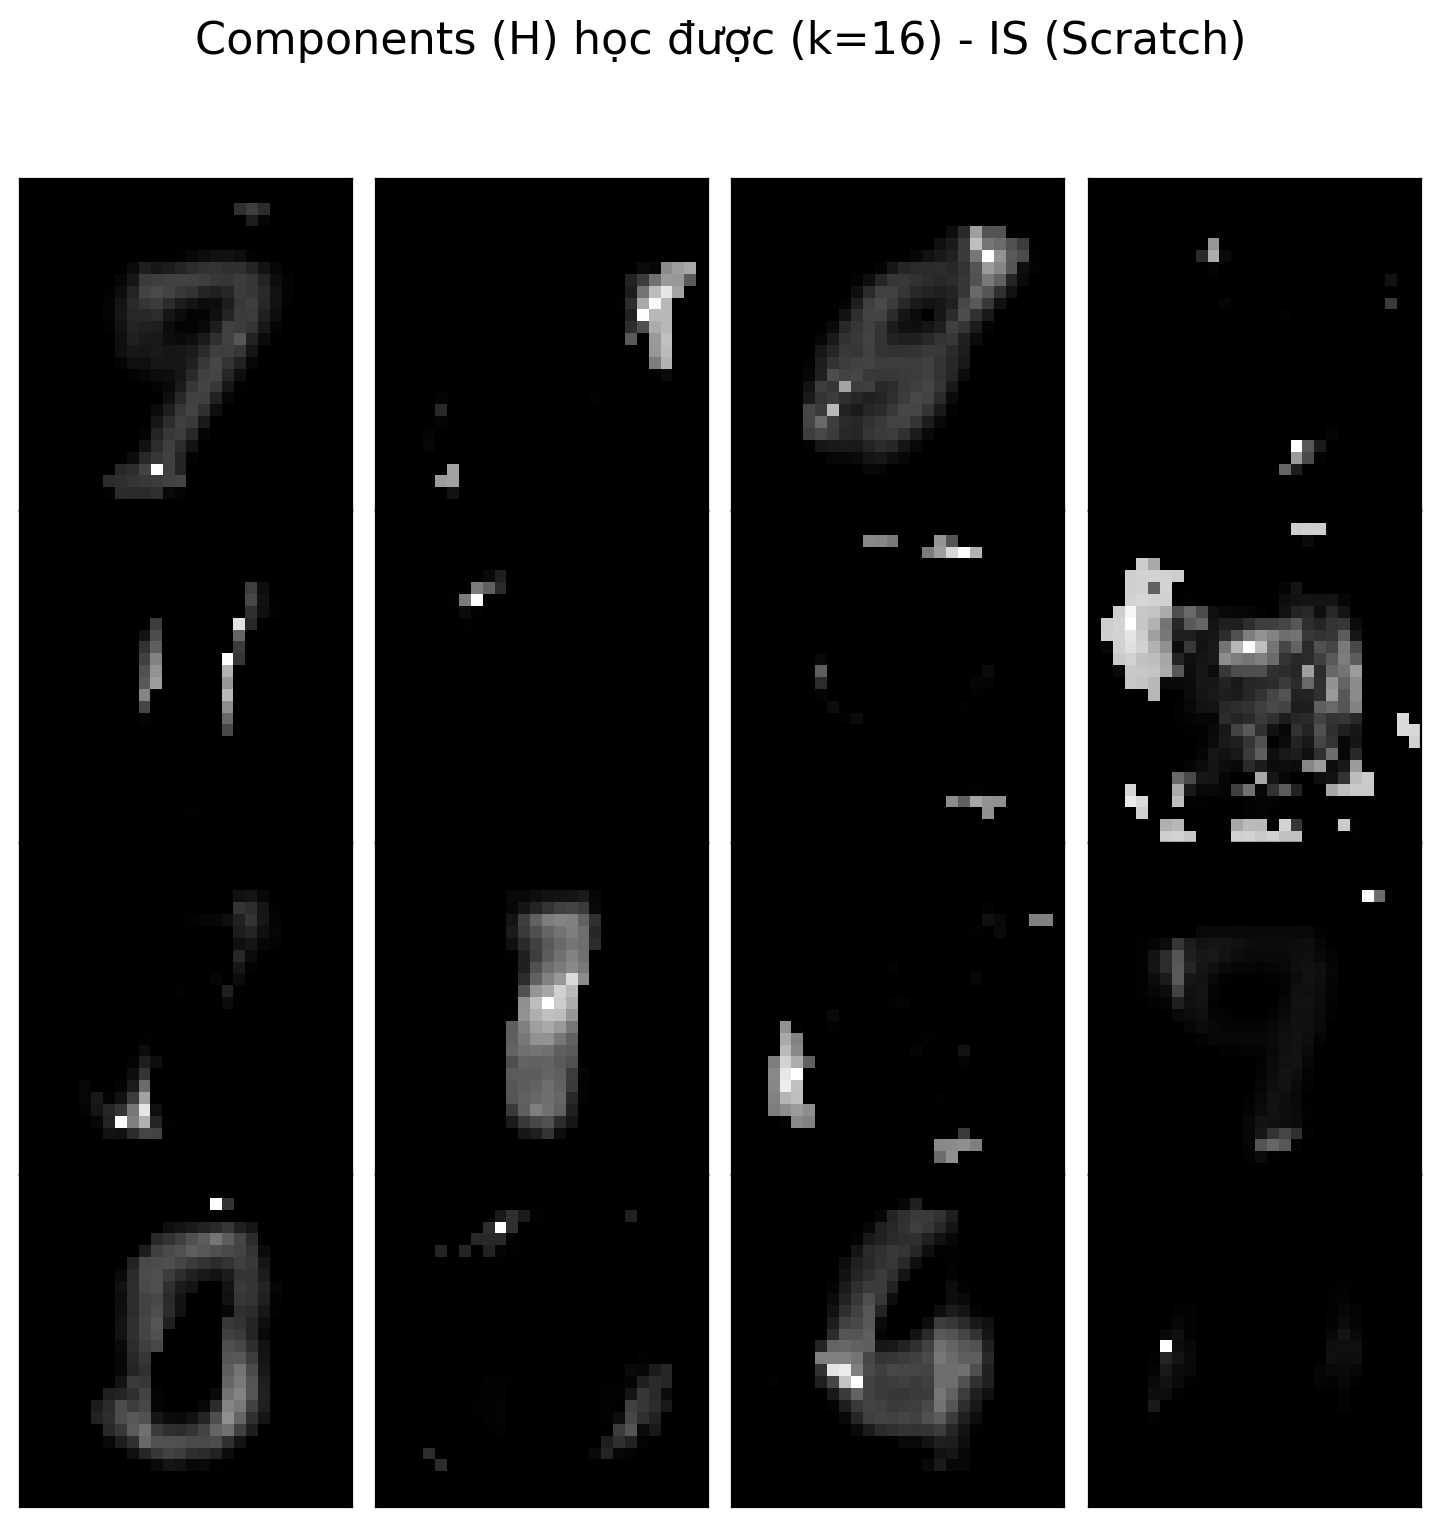 Components (H) học được (k=16) - IS (Scratch)